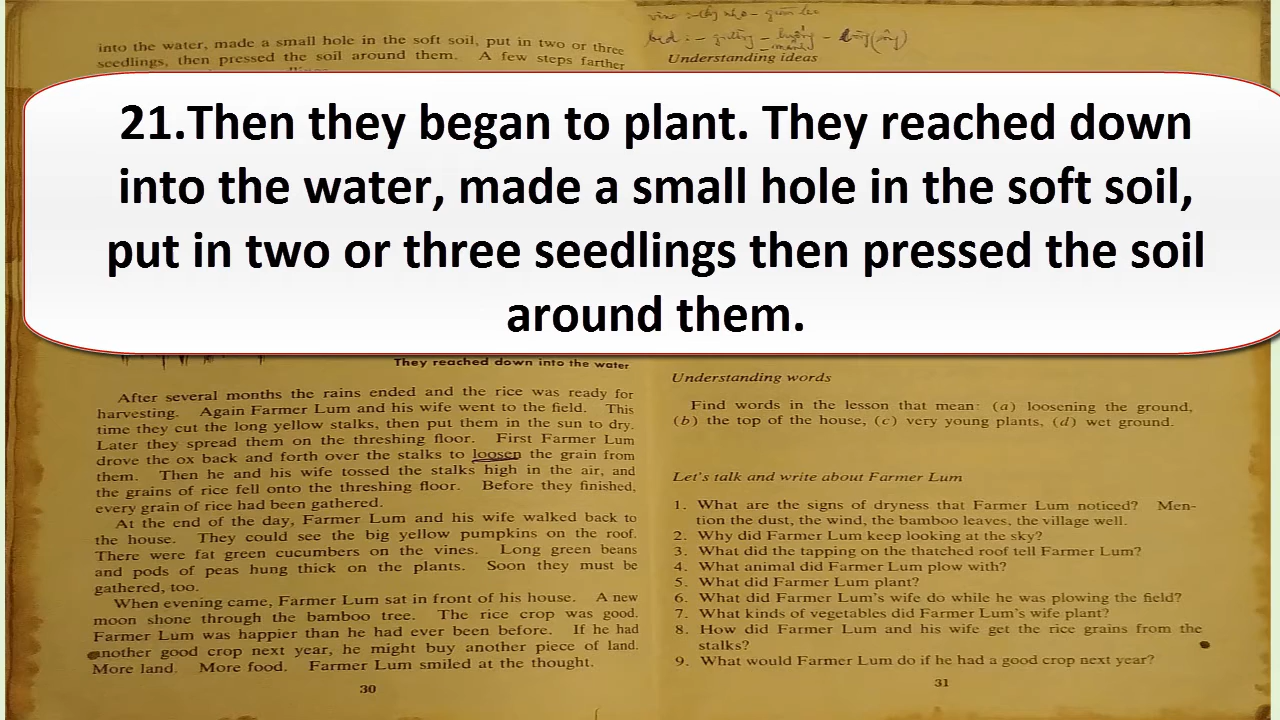 into the water, made a small hole in the soft soil, put in two or three
seedlings, then pressed the soil around them. A few steps farther
Understanding ideas
21.Then they began to plant. They reached down
into the water, made a small hole in the soft soil,
put in two or three seedlings then pressed the soil
around them.
They reached down into the water
After several months the rains ended and the rice was ready for
harvesting. Again Farmer Lum and his wife went to the field. This
time they cut the long yellow stalks, then put them in the sun to dry.
Later they spread them on the threshing floor. First Farmer Lum
drove the ox back and forth over the stalks to loosen the grain from
them. Then he and his wife tossed the stalks high in the air, and
the grains of rice fell onto the threshing floor. Before they finished,
every grain of rice had been gathered.
At the end of the day, Farmer Lum and his wife walked back to
the house. They could see the big yellow pumpkins on the roof.
There were fat green cucumbers on the vines. Long green beans
and pods of peas hung thick on the plants. Soon they must be
gathered, too.
When evening came, Farmer Lum sat in front of his house. A new
moon shone through the bamboo tree. The rice crop was good.
Farmer Lum was happier than he had ever been before. If he had
another good crop next year, he might buy another piece of land.
More land. More food. Farmer Lum smiled at the thought.
30
Understanding words
Find words in the lesson that mean: (a) loosening the ground,
(b) the top of the house, (c) very young plants, (d) wet ground.
Let's talk and write about Farmer Lum
1. What are the signs of dryness that Farmer Lum noticed? Men-
tion the dust, the wind, the bamboo leaves, the village well.
2. Why did Farmer Lum keep looking at the sky?
3. What did the tapping on the thatched roof tell Farmer Lum?
4. What animal did Farmer Lum plow with?
5. What did Farmer Lum plant?
6. What did Farmer Lum's wife do while he was plowing the field?
7. What kinds of vegetables did Farmer Lum's wife plant?
8. How did Farmer Lum and his wife get the rice grains from the
stalks?
9. What would Farmer Lum do if he had a good crop next year?
31